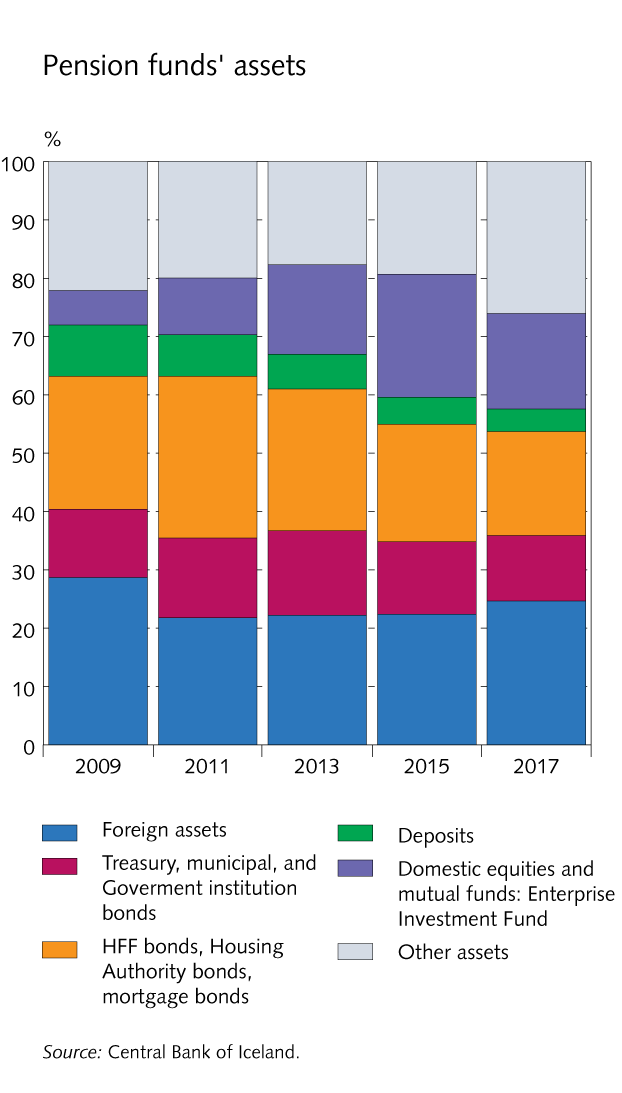 Pension funds' assets
%
100
90
80
70
60
50
40
30
20
10
0
2009 2011 2013 2015 2017
Foreign assets
Treasury, municipal, and
Goverment institution
bonds
HFF bonds, Housing
Authority bonds,
mortgage bonds
Deposits
Domestic equities and
mutual funds: Enterprise
Investment Fund
Other assets
Source: Central Bank of Iceland.